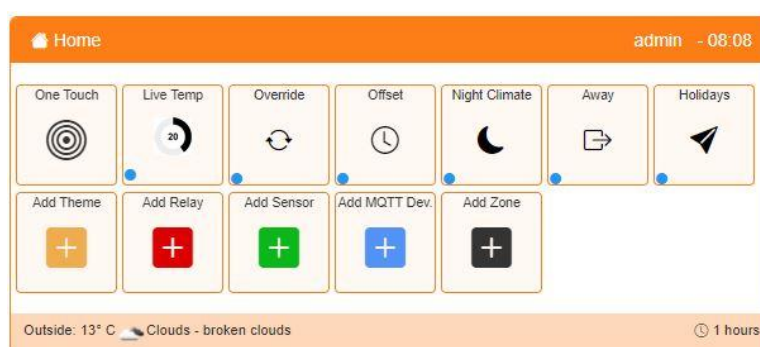 Home admin - 08:08
One Touch Live Temp Override Offset Night Climate Away Holidays
20
Add Theme Add Relay Add Sensor Add MQTT Dev. Add Zone
Outside: 13° C Clouds - broken clouds 1 hours